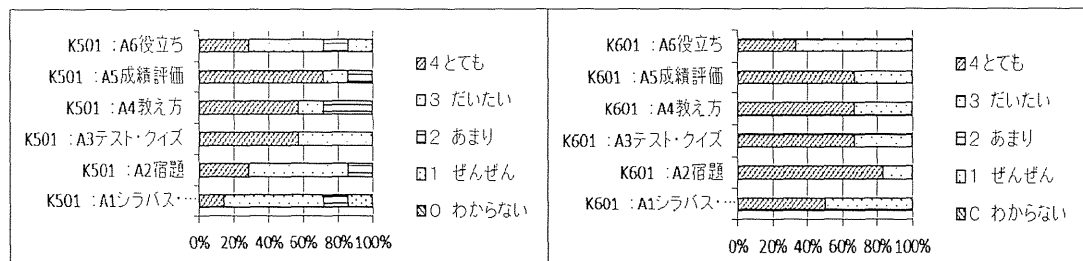 K501 :A6役立ち
K501 :A5成績評価
K501 :A4教え方
K501 :A3テスト・クイズ
K501 :A2宿題
K501 :A1シラバス・…
0% 20% 40% 60% 80% 100%
4とても
3 だいたい
2 あまり
1 ぜんぜん
0 わからない
K601 :A6役立ち
K601 :A5成績評価
K601 :A4教え方
K601 :A3テスト・クイズ
K601 :A2宿題
K601 :A1シラバス・…
0% 20% 40% 60% 80% 100%
4とても
3 だいたい
2 あまり
1 ぜんぜん
0 わからない